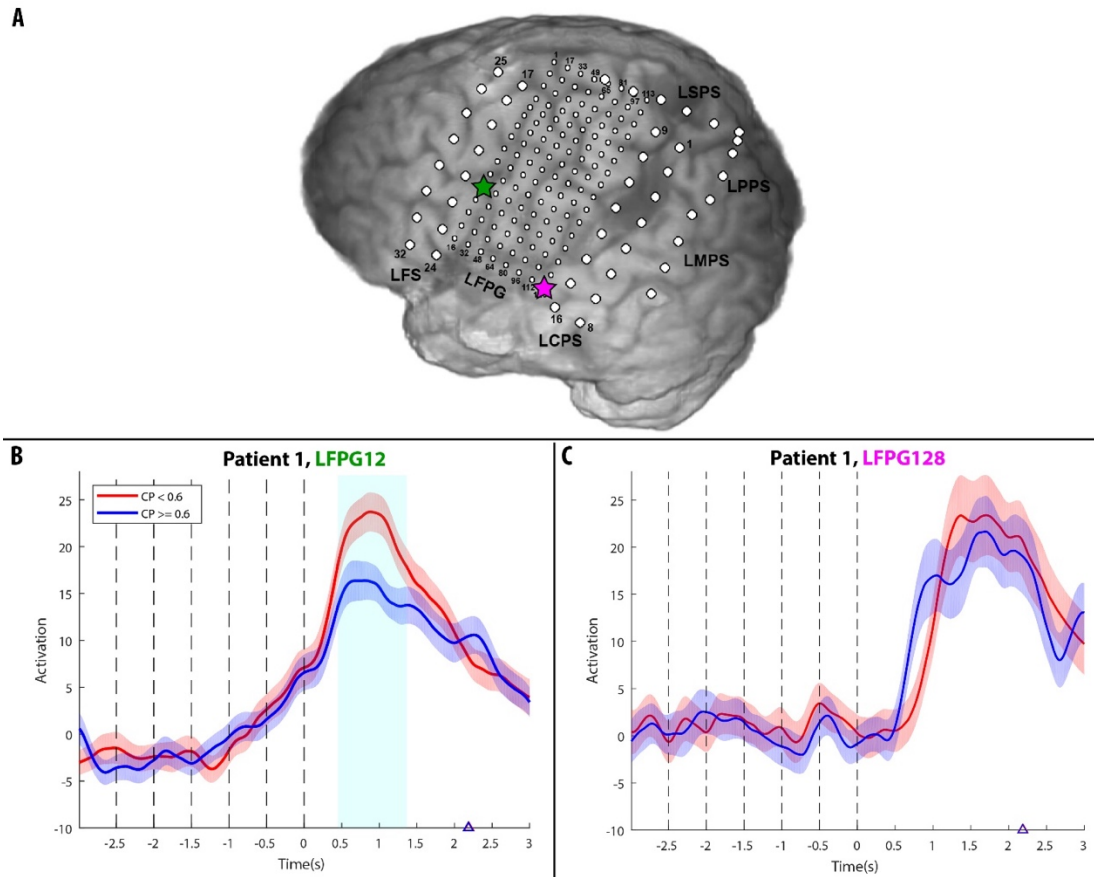 A
25
17
1
17
33
49
65
81
97
113
LSPS
9
1
LPPS
LMPS
32
24
LFS
16
32
48
64
80
96
112
LFPG
16
8
LCPS
B
Patient 1, LFPG12
CP < 0.6
CP >= 0.6
25
20
15
10
5
0
-5
-10
Activation
-2.5 -2 -1.5 -1 -0.5 0 0.5 1 1.5 2 2.5 3
Time(s)
C
Patient 1, LFPG128
25
20
15
10
5
0
-5
-10
Activation
-2.5 -2 -1.5 -1 -0.5 0 0.5 1 1.5 2 2.5 3
Time(s)